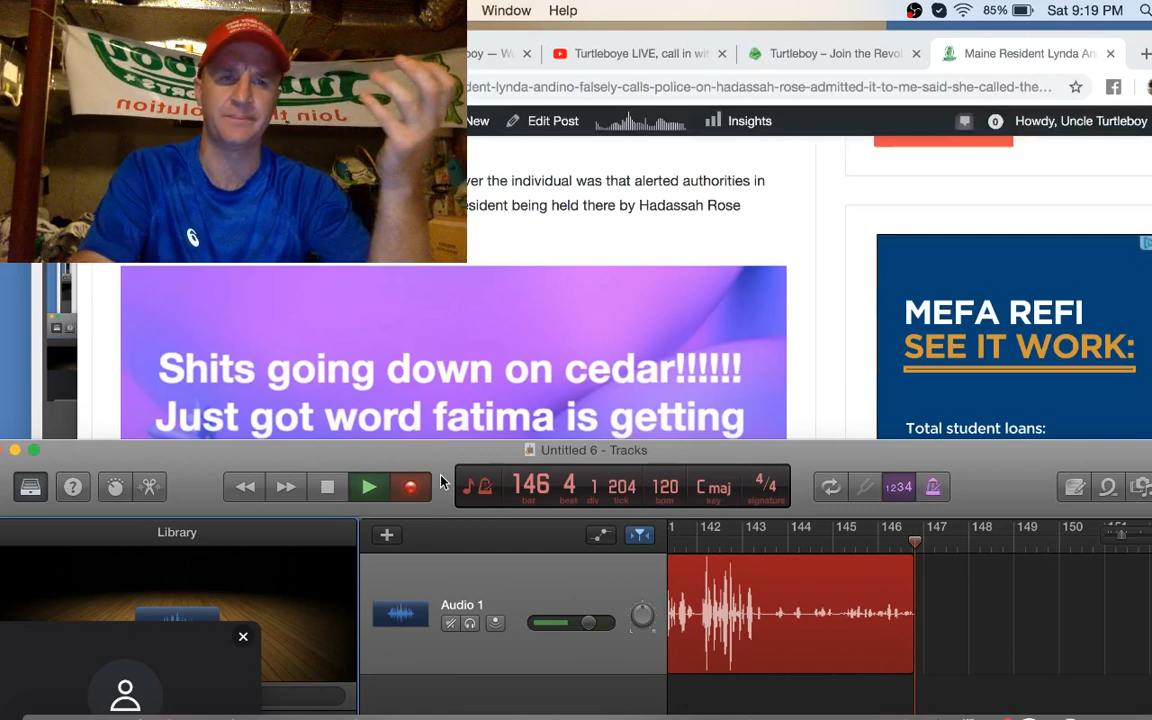 Window Help
85% Sat 9:19 PM
Turtleboye LIVE, call in wit
Turtleboy – Join the Revol
Maine Resident Lynda An
dent-lynda-andino-falsely-calls-police-on-hadassah-rose-admitted-it-to-me-said-she-called-the...
New Edit Post Insights 0 Howdy, Uncle Turtleboy
Join the
ver the individual was that alerted authorities in
esident being held there by Hadassah Rose
MEFA REFI
SEE IT WORK:
Total student loans:
Shits going down on cedar!!!!!!
Just got word fatima is getting
Untitled 6 - Tracks
146 4 1 204 120 C maj 4/4
bar beat div tick bpm key signature
1234
Library
142 143 144 145 146 147 148 149 150
Audio 1
L R